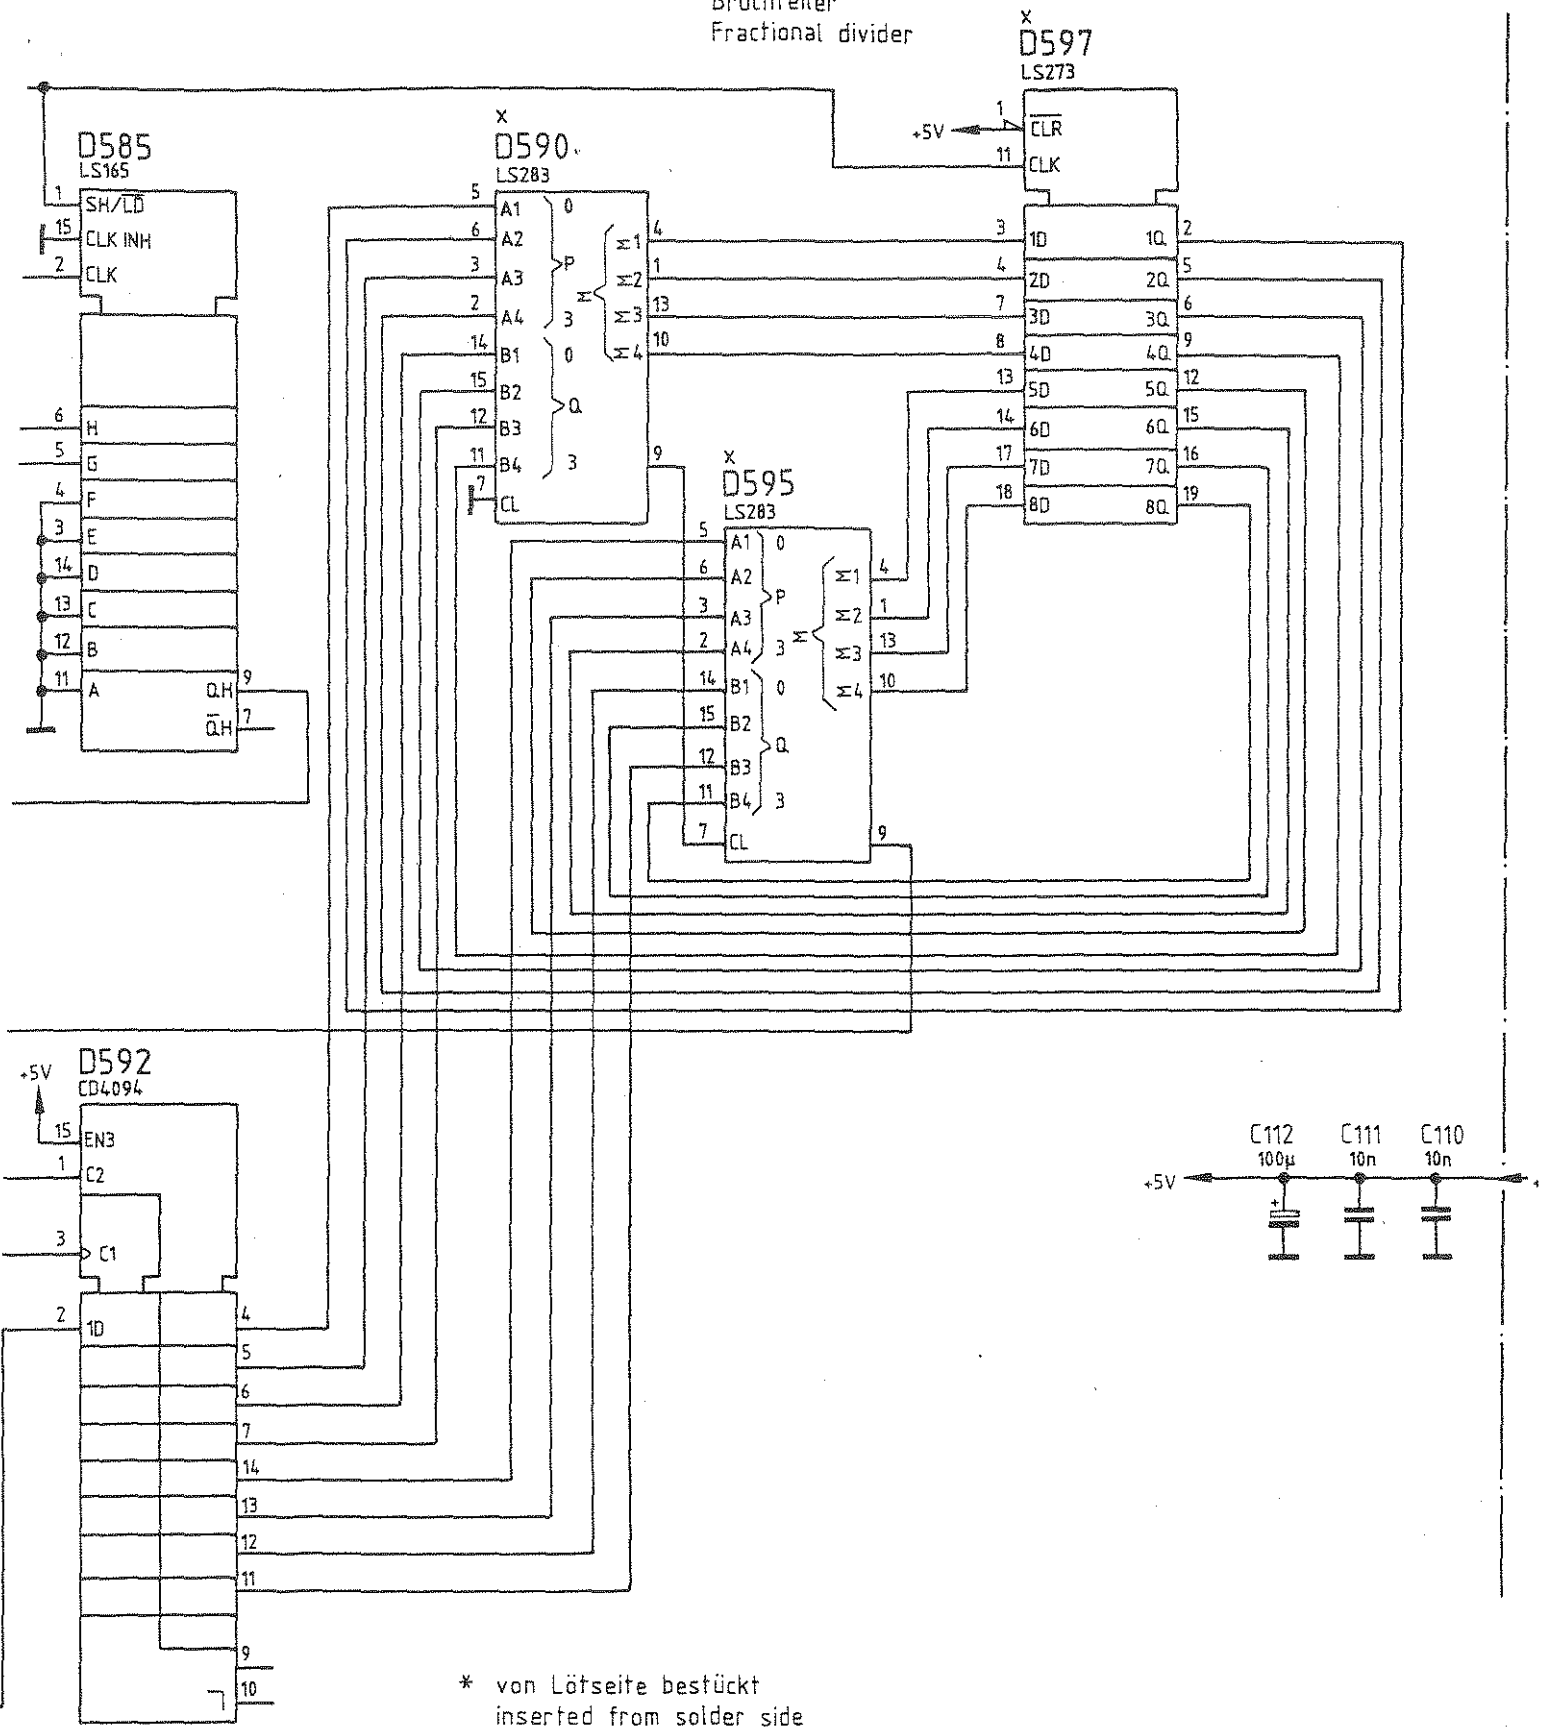 Fractional divider
x
D597
LS273
1
+5V
CLR
11
CLK
3
1D
1Q
2
4
2D
2Q
5
7
3D
3Q
6
8
4D
4Q
9
13
5D
5Q
12
14
6D
6Q
15
17
7D
7Q
16
18
8D
8Q
19
D585
LS165
1
SH/LD
15
CLK INH
2
CLK
6
H
5
G
4
F
3
E
14
D
13
C
12
B
11
A
QH
9
QH
7
x
D590
LS283
5
A1
0
6
A2
3
A3
P
2
A4
3
14
B1
0
15
B2
12
B3
Q
11
B4
3
7
CL
Σ
Σ1
4
Σ2
1
Σ3
13
Σ4
10
9
x
D595
LS283
5
A1
0
6
A2
3
A3
P
2
A4
3
14
B1
0
15
B2
12
B3
Q
11
B4
3
7
CL
Σ
Σ1
4
Σ2
1
Σ3
13
Σ4
10
9
+5V
D592
CD4094
15
EN3
1
C2
3
C1
2
1D
4
5
6
7
14
13
12
11
9
10
C112
100µ
C111
10n
C110
10n
+5V
+
* von Lötseite bestückt
inserted from solder side